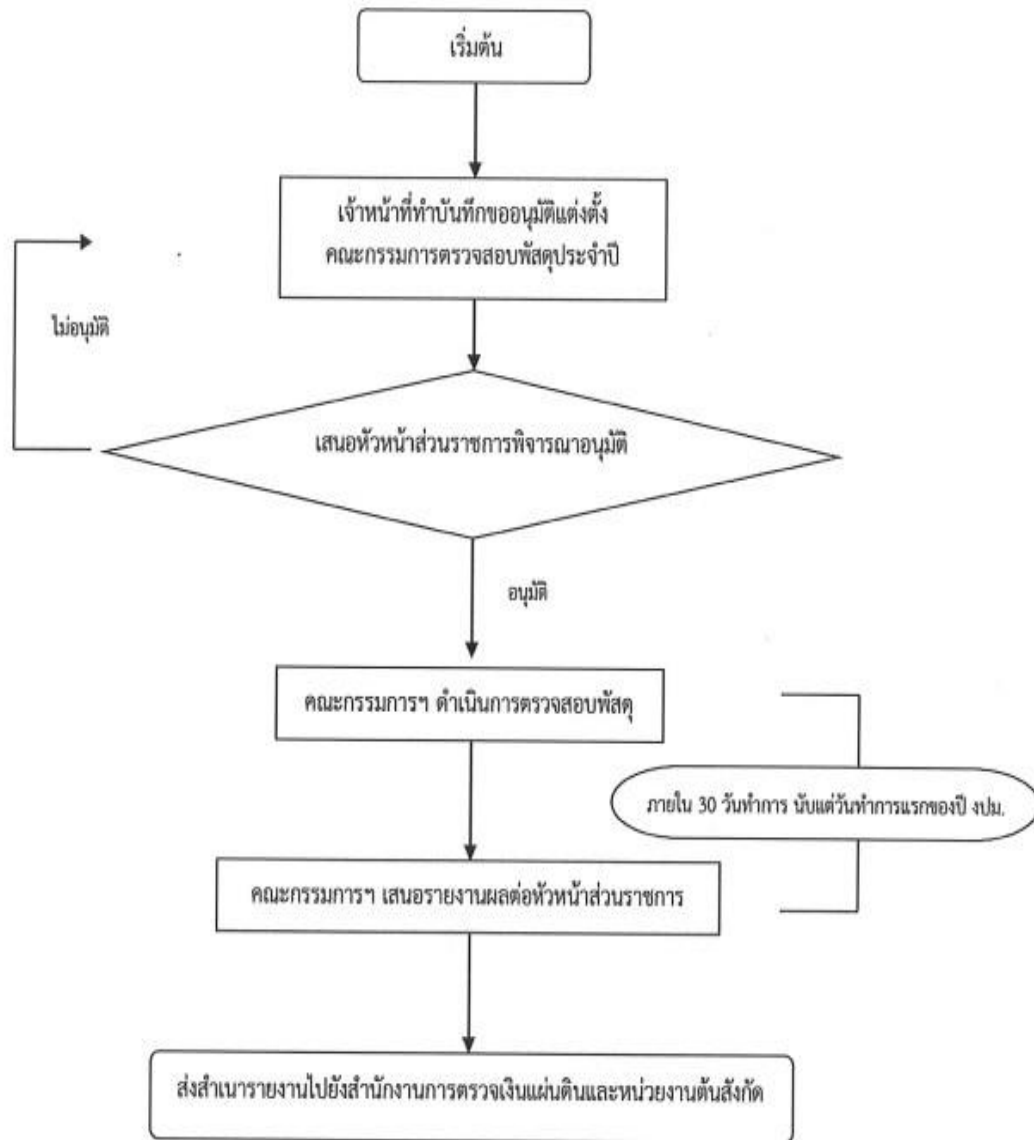 เริ่มต้น
เจ้าหน้าที่ทำบันทึกขออนุมัติแต่งตั้ง
คณะกรรมการตรวจสอบพัสดุประจำปี
ไม่อนุมัติ
เสนอหัวหน้าส่วนราชการพิจารณาอนุมัติ
อนุมัติ
คณะกรรมการฯ ดำเนินการตรวจสอบพัสดุ
ภายใน 30 วันทำการ นับแต่วันทำการแรกของปี งปม.
คณะกรรมการฯ เสนอรายงานผลต่อหัวหน้าส่วนราชการ
ส่งสำเนารายงานไปยังสำนักงานการตรวจเงินแผ่นดินและหน่วยงานต้นสังกัด